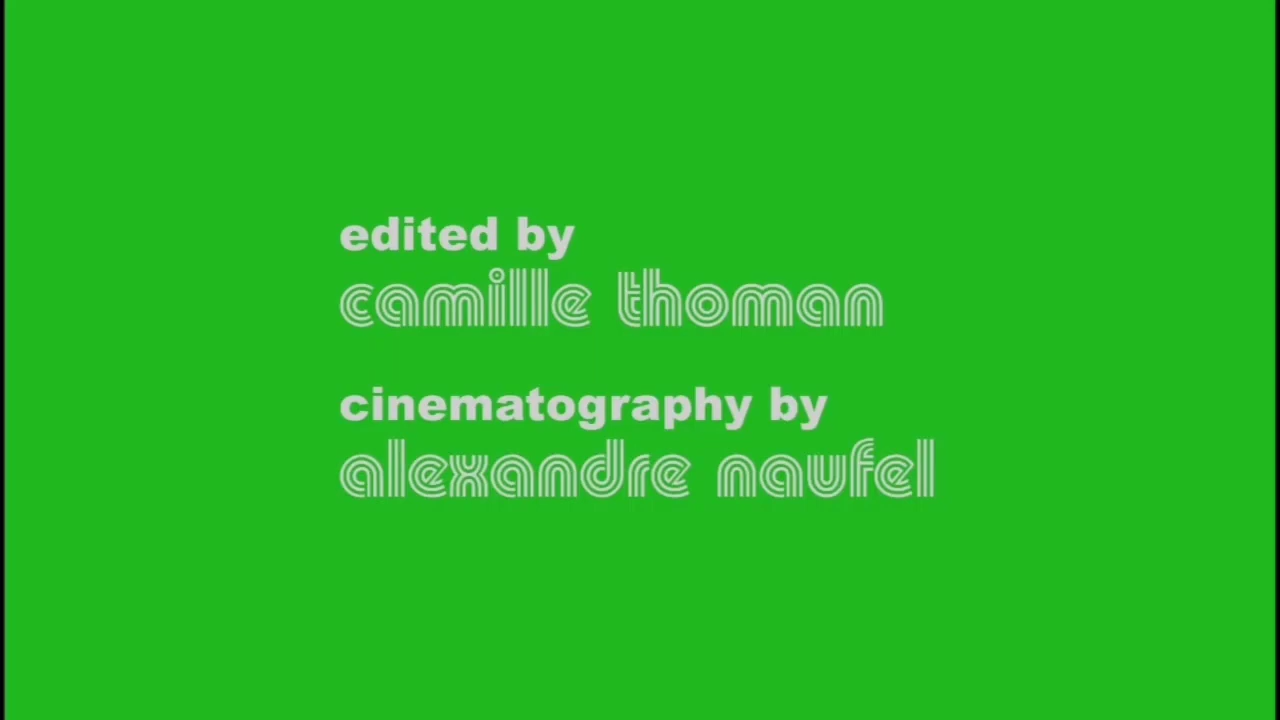 edited by
camille thoman
cinematography by
alexandre naufel